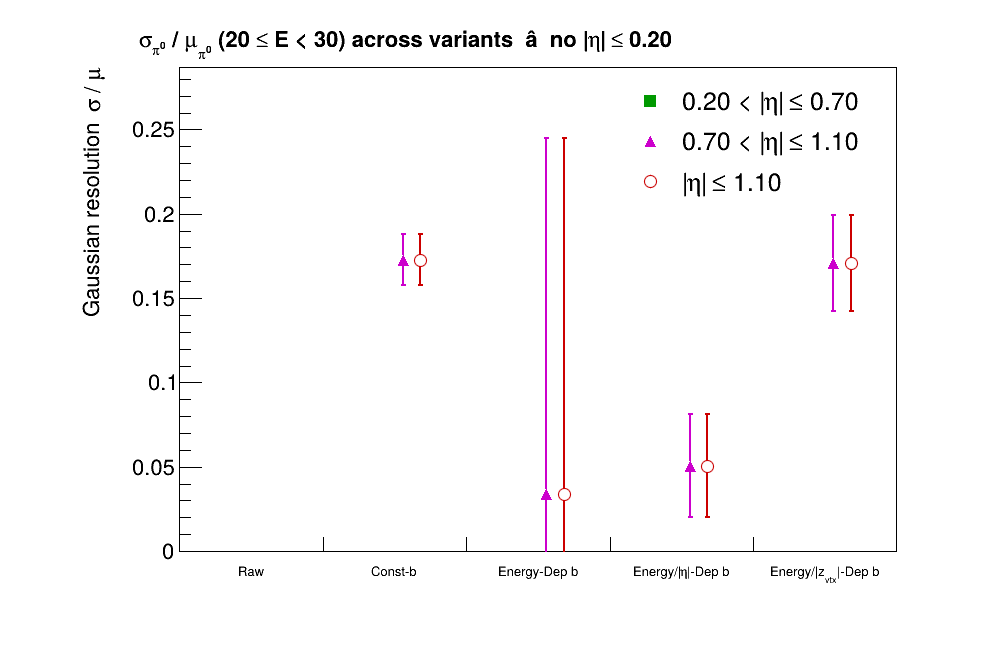 σπ⁰ / μπ⁰ (20 ≤ E < 30) across variants â no |η| ≤ 0.20
Gaussian resolution σ / μ
0.20 < |η| ≤ 0.70
0.70 < |η| ≤ 1.10
|η| ≤ 1.10
0.25
0.2
0.15
0.1
0.05
0
Raw
Const-b
Energy-Dep b
Energy/|η|-Dep b
Energy/|zvtx|-Dep b